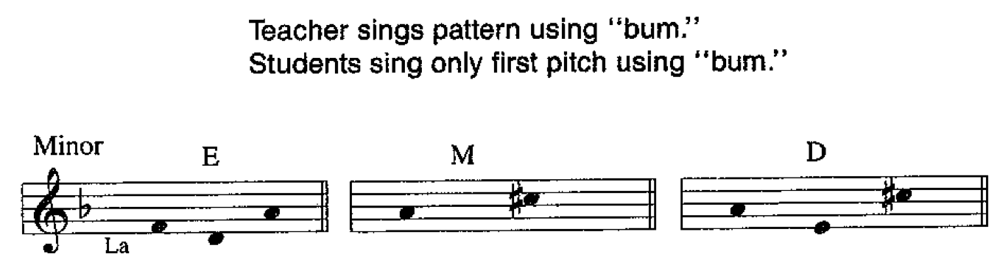 Teacher sings pattern using “bum.”
Students sing only first pitch using “bum.”
Minor E M D
La